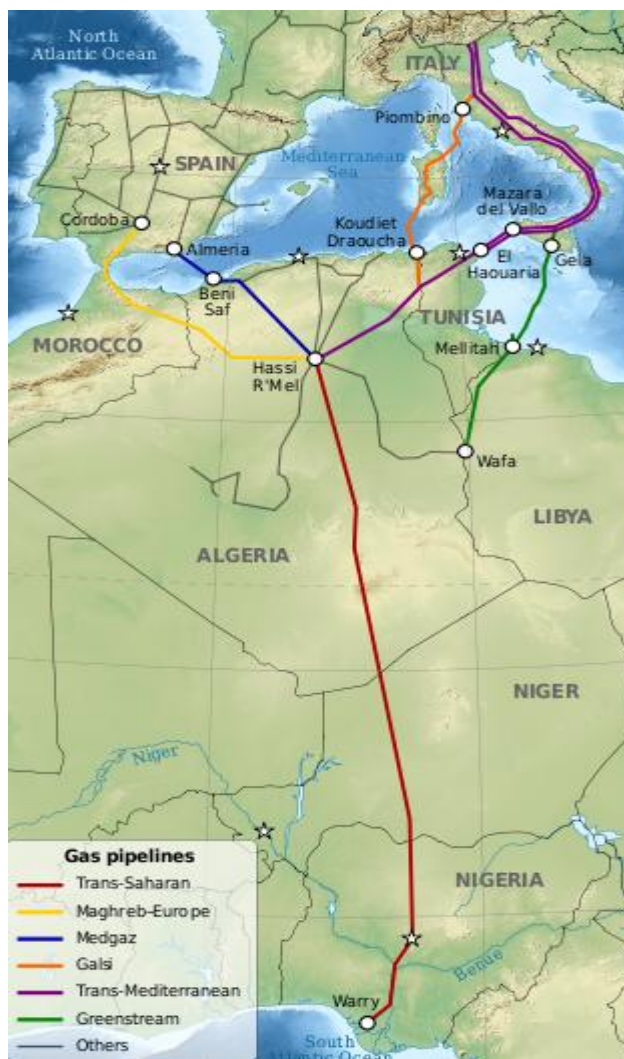 North
Atlantic Ocean
ITALY
Piombino
SPAIN
Mediterranean
Sea
Mazara
del Vallo
Cordoba
Koudiet
Draoucha
Almeria
El
Haouaria
Gela
Beni
Saf
TUNISIA
MOROCCO
Mellitah
Hassi
R'Mel
Wafa
LIBYA
ALGERIA
NIGER
Niger
Gas pipelines
Trans-Saharan
Maghreb-Europe
Medgaz
Galsi
Trans-Mediterranean
Greenstream
Others
NIGERIA
Benue
Warry
South
Atlantic Ocean